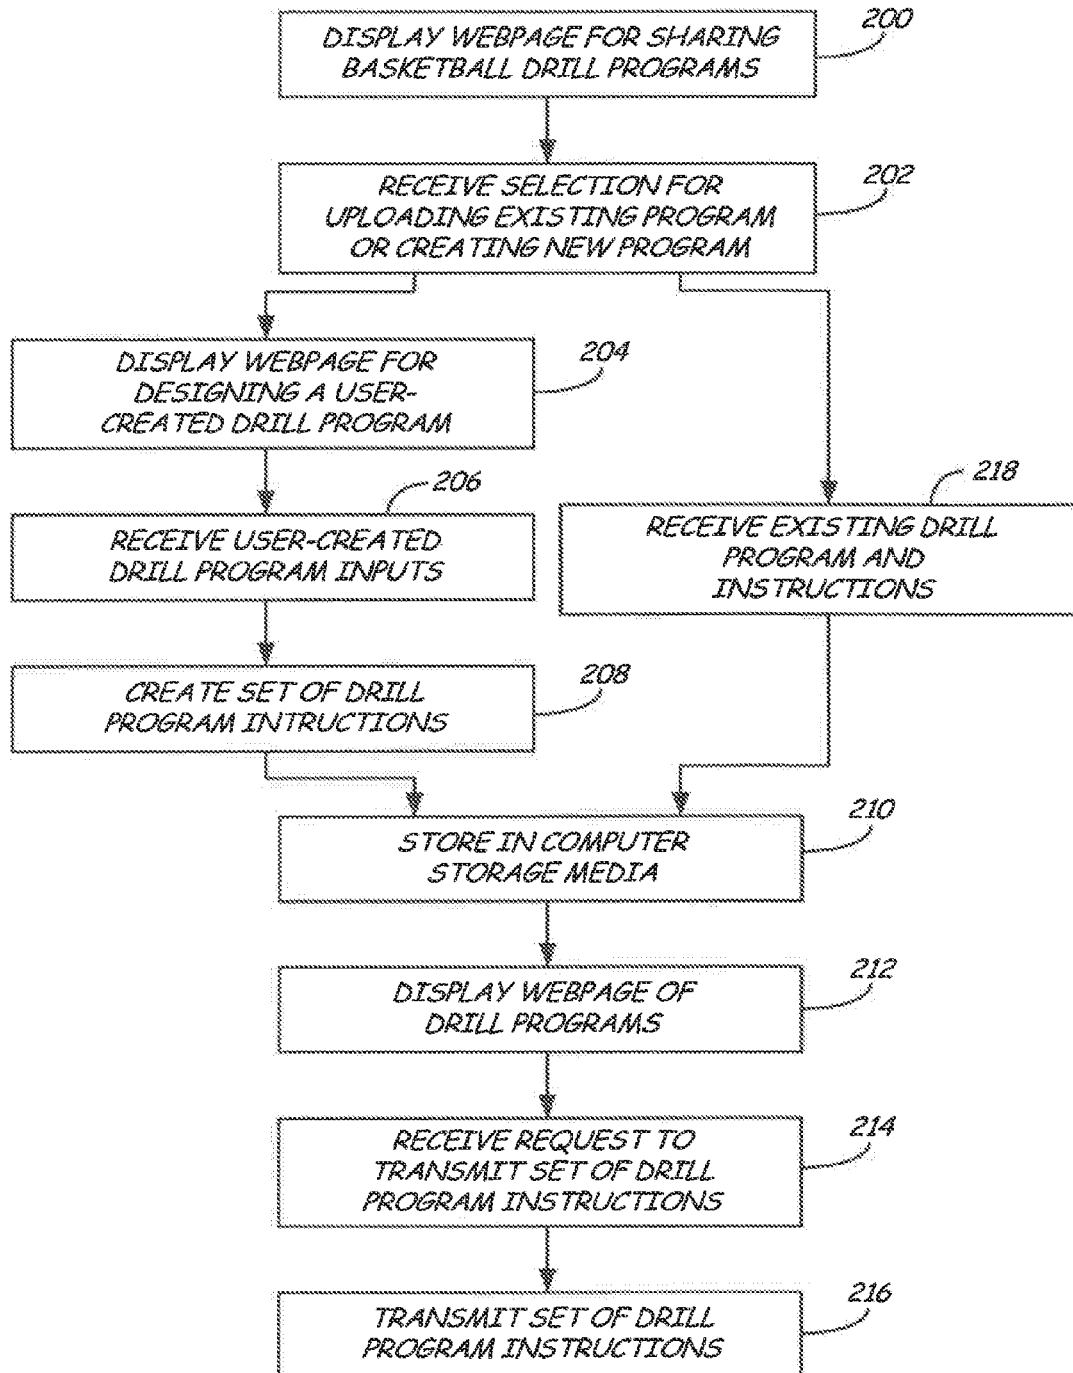 200
DISPLAY WEBPAGE FOR SHARING
BASKETBALL DRILL PROGRAMS
202
RECEIVE SELECTION FOR
UPLOADING EXISTING PROGRAM
OR CREATING NEW PROGRAM
204
DISPLAY WEBPAGE FOR
DESIGNING A USER-
CREATED DRILL PROGRAM
206
RECEIVE USER-CREATED
DRILL PROGRAM INPUTS
218
RECEIVE EXISTING DRILL
PROGRAM AND
INSTRUCTIONS
208
CREATE SET OF DRILL
PROGRAM INTRUCTIONS
210
STORE IN COMPUTER
STORAGE MEDIA
212
DISPLAY WEBPAGE OF
DRILL PROGRAMS
214
RECEIVE REQUEST TO
TRANSMIT SET OF DRILL
PROGRAM INSTRUCTIONS
216
TRANSMIT SET OF DRILL
PROGRAM INSTRUCTIONS